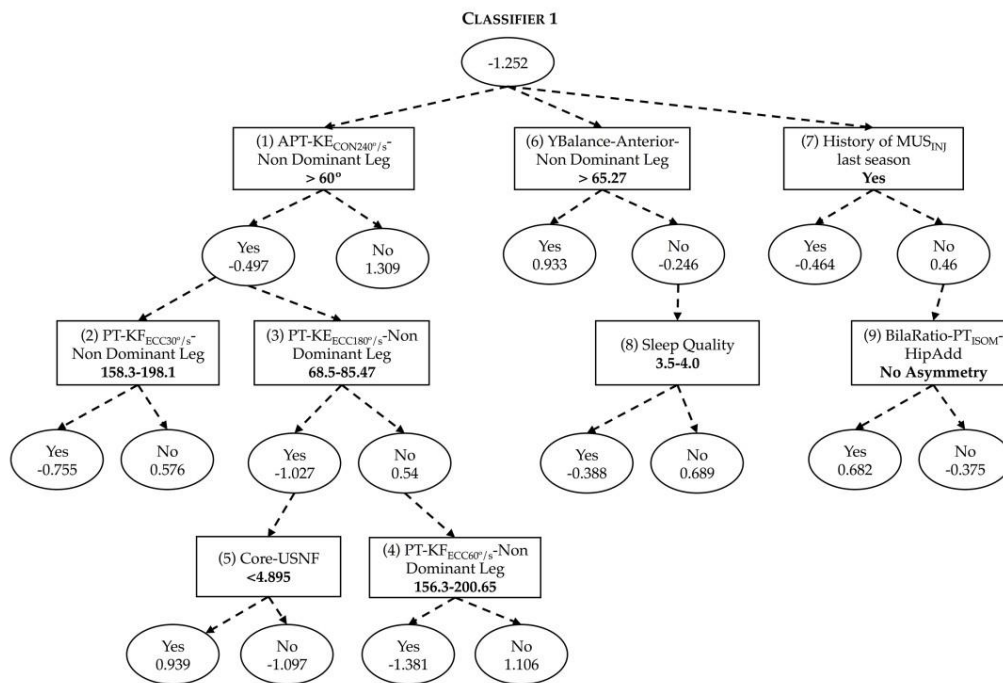 CLASSIFIER 1
-1.252
(1) APT-KECON240º/s-
Non Dominant Leg
> 60º
(6) YBalance-Anterior-
Non Dominant Leg
> 65.27
(7) History of MUSINJ
last season
Yes
Yes
-0.497
No
1.309
Yes
0.933
No
-0.246
Yes
-0.464
No
0.46
(2) PT-KFECC30º/s-
Non Dominant Leg
158.3-198.1
(3) PT-KEECC180º/s-Non
Dominant Leg
68.5-85.47
(8) Sleep Quality
3.5-4.0
(9) BilaRatio-PTISOM-
HipAdd
No Asymmetry
Yes
-0.755
No
0.576
Yes
-1.027
No
0.54
Yes
-0.388
No
0.689
Yes
0.682
No
-0.375
(5) Core-USNF
<4.895
(4) PT-KFECC60º/s-Non
Dominant Leg
156.3-200.65
Yes
0.939
No
-1.097
Yes
-1.381
No
1.106